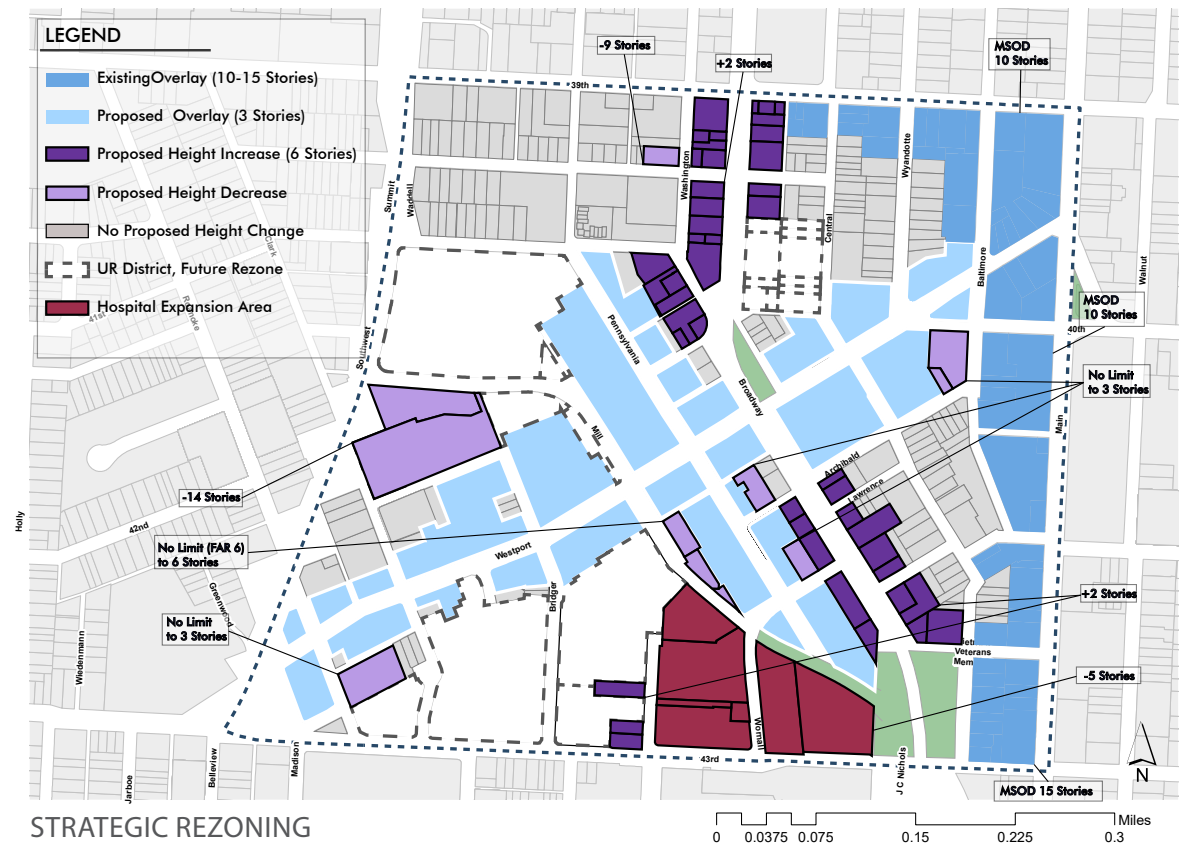 LEGEND
ExistingOverlay (10-15 Stories)
Proposed Overlay (3 Stories)
Proposed Height Increase (6 Stories)
Proposed Height Decrease
No Proposed Height Change
UR District, Future Rezone
Hospital Expansion Area
-9 Stories
+2 Stories
MSOD
10 Stories
39th
Summit
Waddell
Washington
Central
Wyandotte
Baltimore
Walnut
Clark
Roanoke
41st
Southwest
MSOD
10 Stories
40th
Pennsylvania
Broadway
No Limit
to 3 Stories
Main
Mill
Archibald
Lawrence
-14 Stories
42nd
Holly
No Limit (FAR 6)
to 6 Stories
Westport
Bridger
Greenwood
Wiedenmann
No Limit
to 3 Stories
+2 Stories
Veterans
Mem
-5 Stories
Wornall
43rd
J C Nichols
Madison
Belleview
Jarboe
MSOD 15 Stories
N
STRATEGIC REZONING
Miles
0 0.0375 0.075 0.15 0.225 0.3